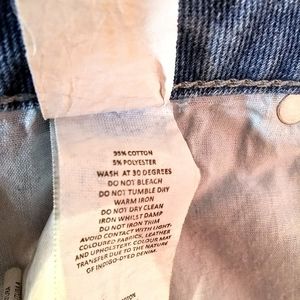 95% COTTON
5% POLYESTER
WASH AT 30 DEGREES
DO NOT BLEACH
DO NOT TUMBLE DRY
WARM IRON
DO NOT DRY CLEAN
IRON WHILST DAMP
DO NOT IRON TRIM
AVOID CONTACT WITH LIGHT-
COLOURED FABRICS, LEATHER
AND UPHOLSTERY. COLOUR MAY
TRANSFER DUE TO THE NATURE
OF INDIGO-DYED DENIM.